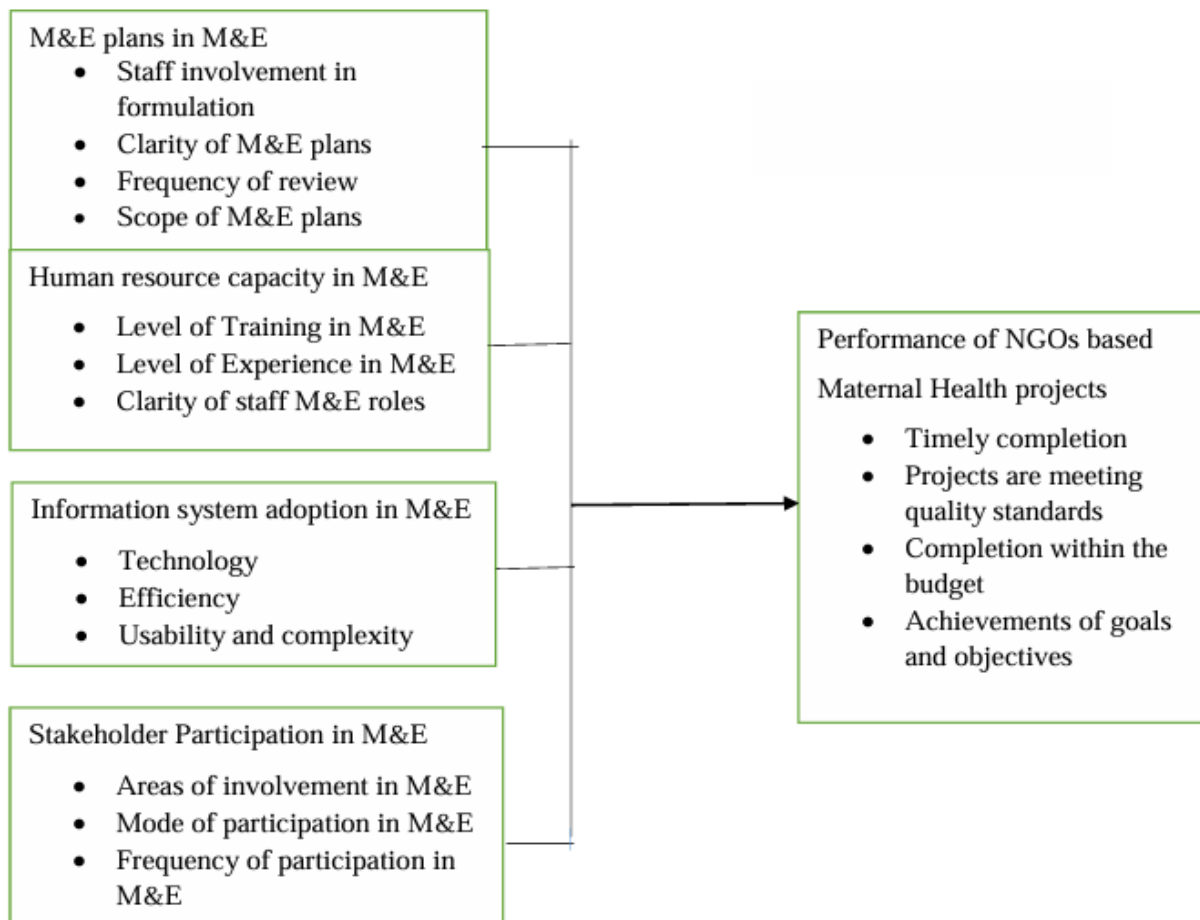 M&E plans in M&E
• Staff involvement in
formulation
• Clarity of M&E plans
• Frequency of review
• Scope of M&E plans
Human resource capacity in M&E
• Level of Training in M&E
• Level of Experience in M&E
• Clarity of staff M&E roles
Information system adoption in M&E
• Technology
• Efficiency
• Usability and complexity
Stakeholder Participation in M&E
• Areas of involvement in M&E
• Mode of participation in M&E
• Frequency of participation in
M&E
Performance of NGOs based
Maternal Health projects
• Timely completion
• Projects are meeting
quality standards
• Completion within the
budget
• Achievements of goals
and objectives